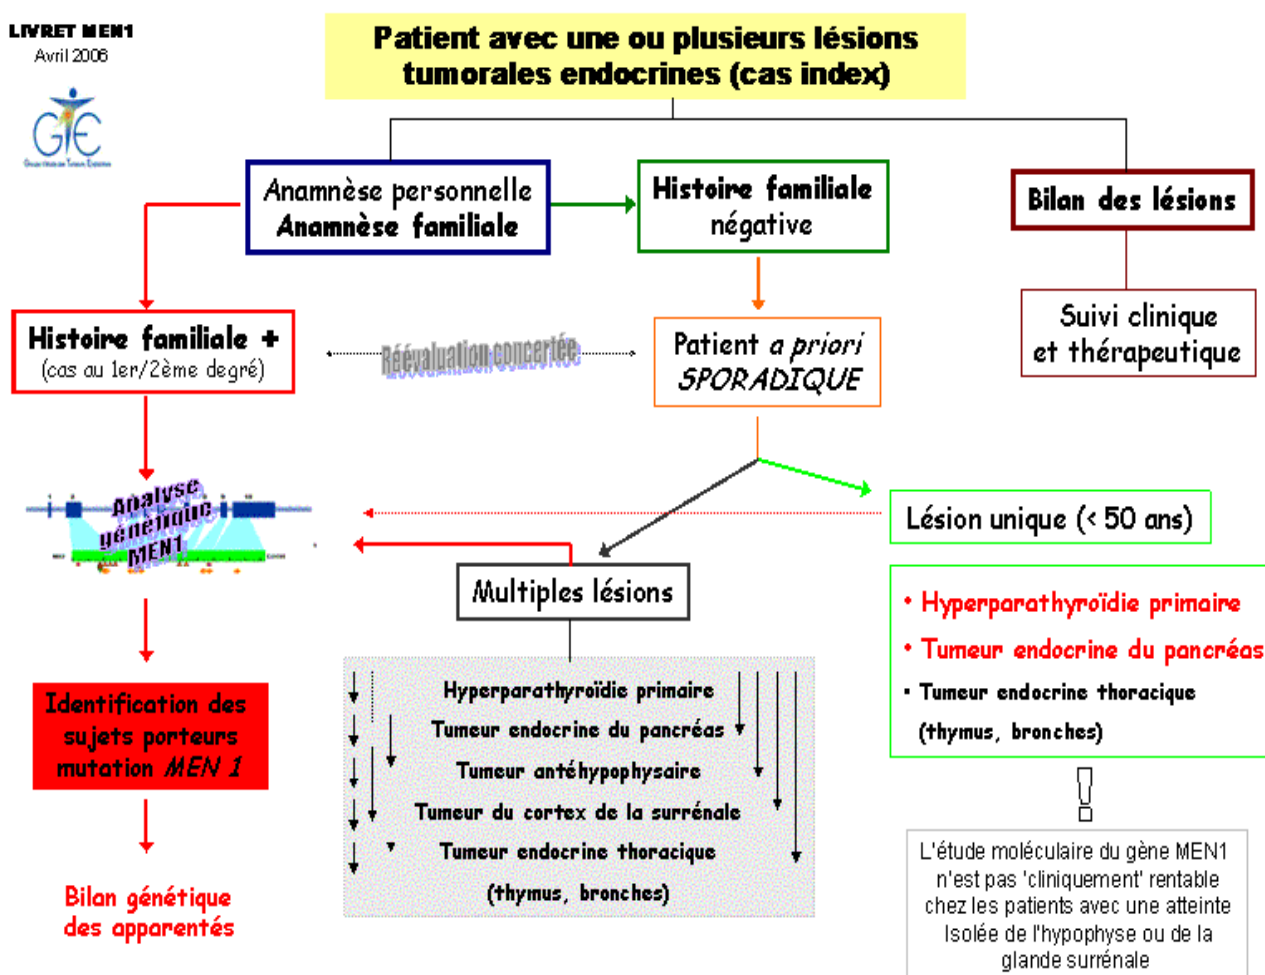 LIVRET MEN1
Avril 2006
GTE
Patient avec une ou plusieurs lésions
tumorales endocrines (cas index)
Anamnèse personnelle
Anamnèse familiale
Histoire familiale
négative
Bilan des lésions
Suivi clinique
et thérapeutique
Histoire familiale +
(cas au 1er/2ème degré)
Réévaluation concertée
Patient a priori
SPORADIQUE
Analyse
génétique
MEN1
Lésion unique (< 50 ans)
Multiples lésions
• Hyperparathyroïdie primaire
• Tumeur endocrine du pancréas
• Tumeur endocrine thoracique
(thymus, bronches)
Hyperparathyroïdie primaire
Tumeur endocrine du pancréas
Tumeur antéhypophysaire
Tumeur du cortex de la surrénale
Tumeur endocrine thoracique
(thymus, bronches)
Identification des
sujets porteurs
mutation MEN 1
Bilan génétique
des apparentés
!
L'étude moléculaire du gène MEN1
n'est pas 'cliniquement' rentable
chez les patients avec une atteinte
Isolée de l'hypophyse ou de la
glande surrénale